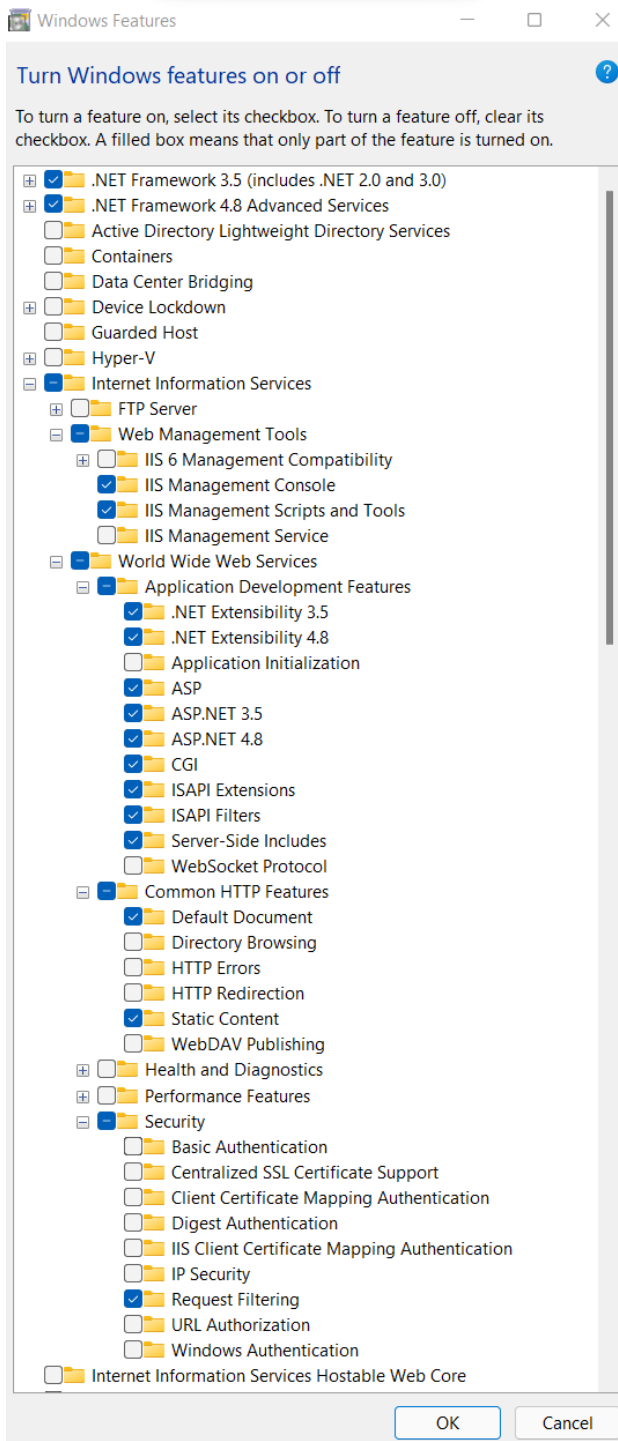 Windows Features
Turn Windows features on or off
To turn a feature on, select its checkbox. To turn a feature off, clear its
checkbox. A filled box means that only part of the feature is turned on.
.NET Framework 3.5 (includes .NET 2.0 and 3.0)
.NET Framework 4.8 Advanced Services
Active Directory Lightweight Directory Services
Containers
Data Center Bridging
Device Lockdown
Guarded Host
Hyper-V
Internet Information Services
FTP Server
Web Management Tools
IIS 6 Management Compatibility
IIS Management Console
IIS Management Scripts and Tools
IIS Management Service
World Wide Web Services
Application Development Features
.NET Extensibility 3.5
.NET Extensibility 4.8
Application Initialization
ASP
ASP.NET 3.5
ASP.NET 4.8
CGI
ISAPI Extensions
ISAPI Filters
Server-Side Includes
WebSocket Protocol
Common HTTP Features
Default Document
Directory Browsing
HTTP Errors
HTTP Redirection
Static Content
WebDAV Publishing
Health and Diagnostics
Performance Features
Security
Basic Authentication
Centralized SSL Certificate Support
Client Certificate Mapping Authentication
Digest Authentication
IIS Client Certificate Mapping Authentication
IP Security
Request Filtering
URL Authorization
Windows Authentication
Internet Information Services Hostable Web Core
OK Cancel